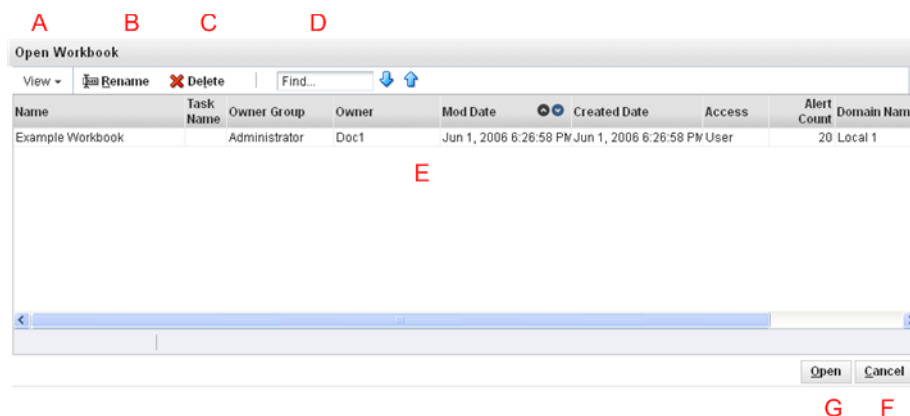 A B C D
Open Workbook
View Rename Delete Find...
Name Task Name Owner Group Owner Mod Date Created Date Access Alert Count Domain Nam
Example Workbook Administrator Doc1 Jun 1, 2006 6:26:58 PM Jun 1, 2006 6:26:58 PM User 20 Local 1
E
Open Cancel
G F